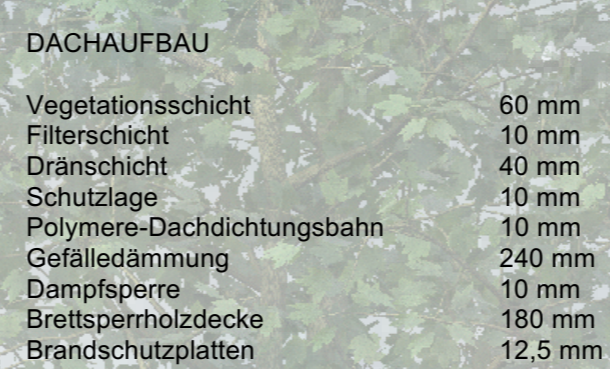 DACHAUFBAU
Vegetationsschicht 60 mm
Filterschicht 10 mm
Dränschicht 40 mm
Schutzlage 10 mm
Polymere-Dachdichtungsbahn 10 mm
Gefälledämmung 240 mm
Dampfsperre 10 mm
Brettsperrholzdecke 180 mm
Brandschutzplatten 12,5 mm